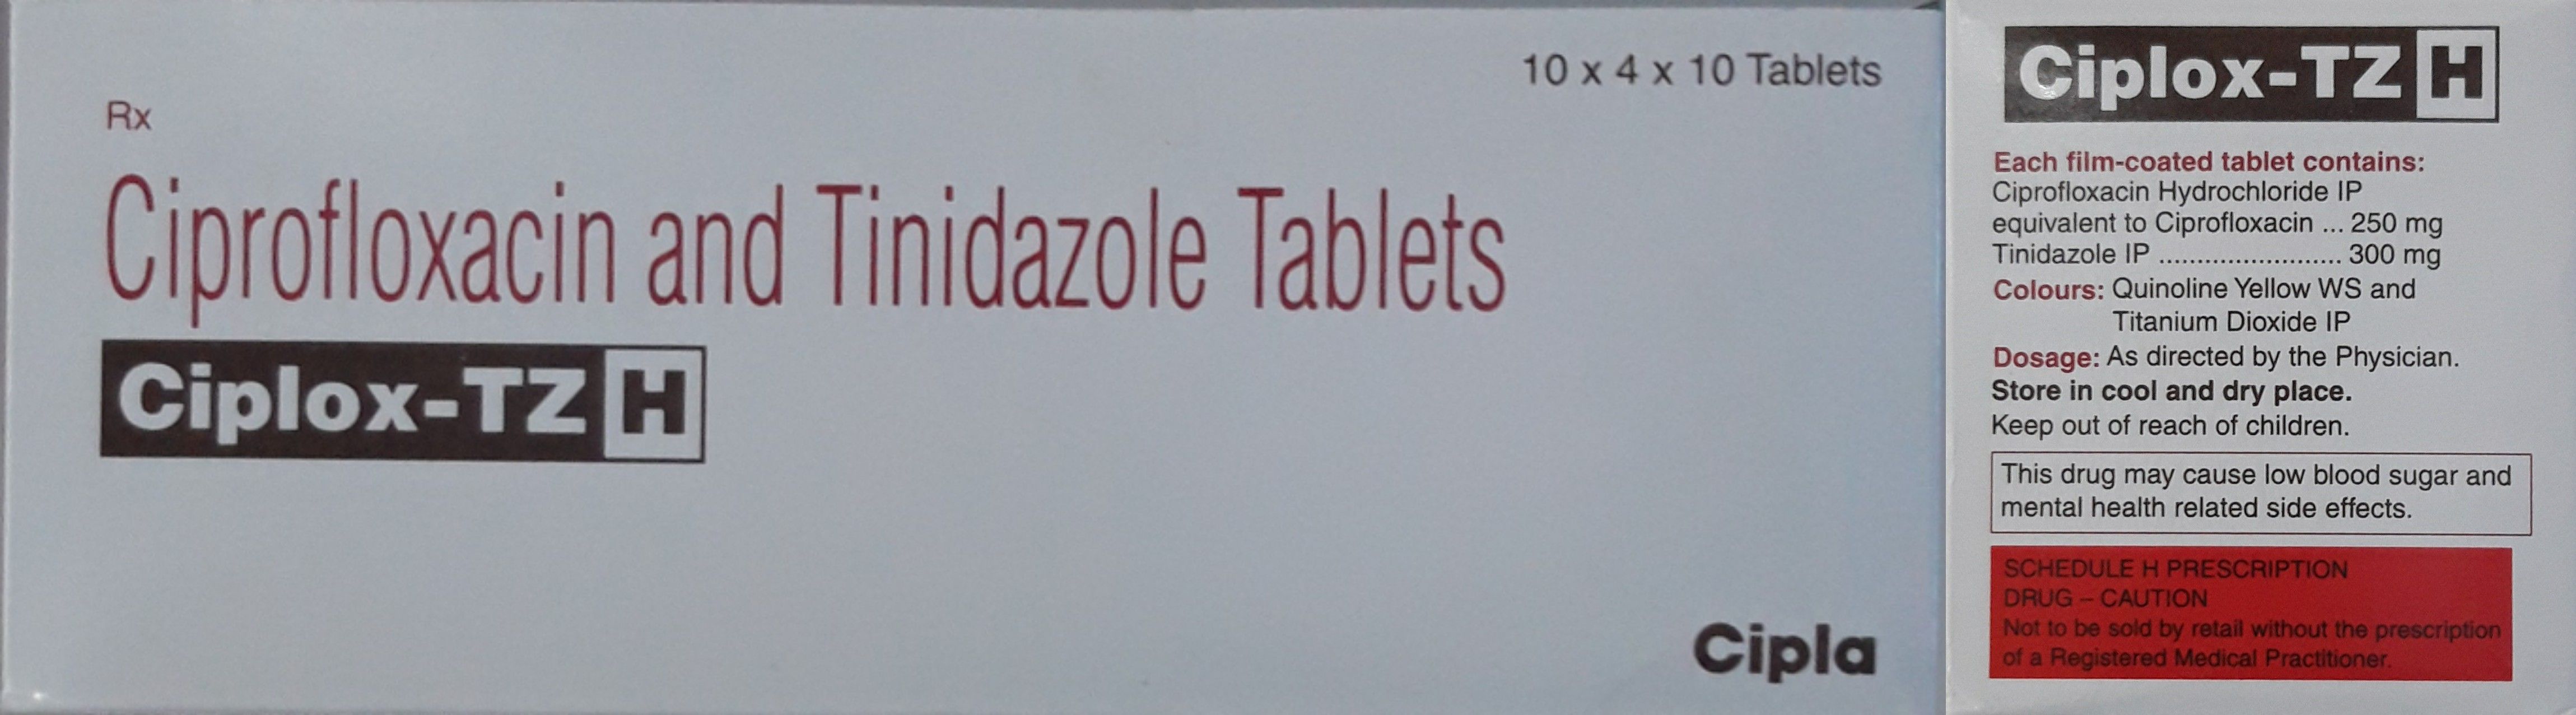 10 x 4 x 10 Tablets
Rx
Ciprofloxacin and Tinidazole Tablets
Ciplox-TZ H
Cipla
Ciplox-TZ H
Each film-coated tablet contains:
Ciprofloxacin Hydrochloride IP
equivalent to Ciprofloxacin ... 250 mg
Tinidazole IP ........................ 300 mg
Colours: Quinoline Yellow WS and
Titanium Dioxide IP
Dosage: As directed by the Physician.
Store in cool and dry place.
Keep out of reach of children.
This drug may cause low blood sugar and
mental health related side effects.
SCHEDULE H PRESCRIPTION
DRUG – CAUTION
Not to be sold by retail without the prescription
of a Registered Medical Practitioner.